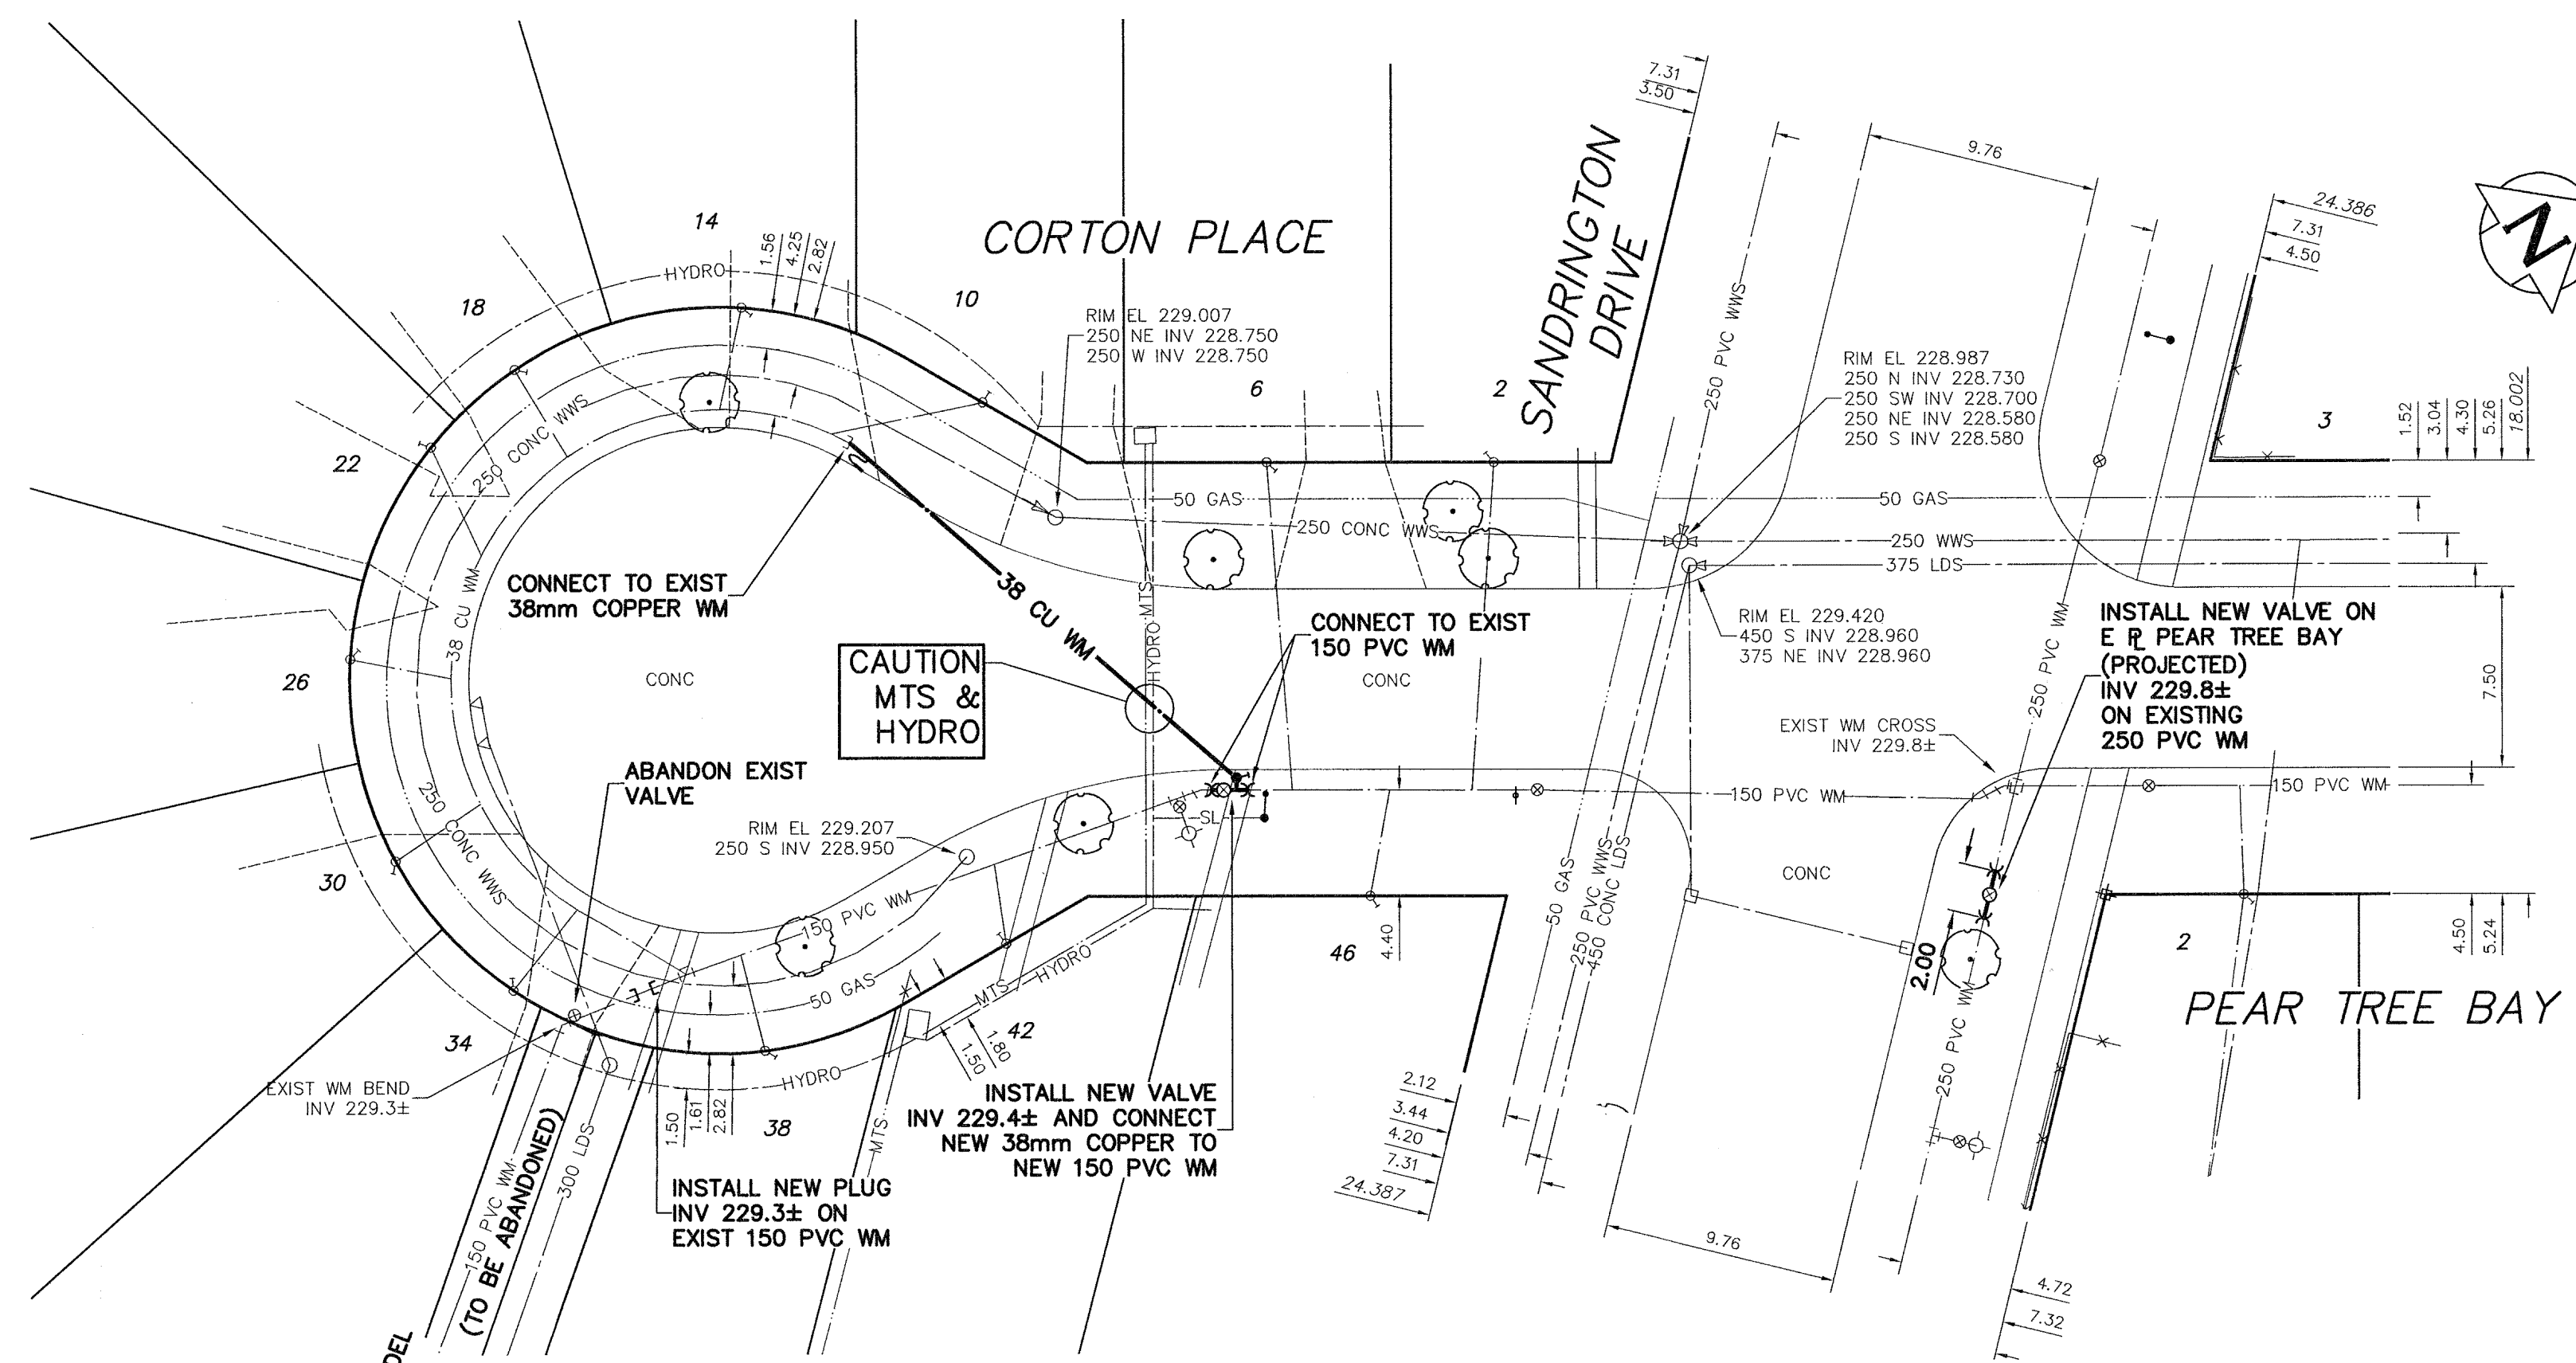 7.31
3.50
9.76
24.386
7.31
4.50
N
14
CORTON PLACE
SANDRINGTON
DRIVE
HYDRO
1.56
4.25
2.82
18
10
RIM EL 229.007
250 NE INV 228.750
250 W INV 228.750
250 PVC WWS
RIM EL 228.987
250 N INV 228.730
250 SW INV 228.700
250 NE INV 228.580
250 S INV 228.580
6
2
3
1.52
3.04
4.30
5.26
18.002
22
250 CONC WWS
50 GAS
50 GAS
250 CONC WWS
250 WWS
375 LDS
38 CU WM
CONNECT TO EXIST
38mm COPPER WM
38 CU WM
HYDRO
MTS
CONNECT TO EXIST
150 PVC WM
RIM EL 229.420
450 S INV 228.960
375 NE INV 228.960
250 PVC WM
INSTALL NEW VALVE ON
E PL PEAR TREE BAY
(PROJECTED)
INV 229.8±
ON EXISTING
250 PVC WM
7.50
26
CONC
CAUTION
MTS &
HYDRO
CONC
EXIST WM CROSS
INV 229.8±
ABANDON EXIST
VALVE
150 PVC WM
150 PVC WM
250 CONC WWS
RIM EL 229.207
250 S INV 228.950
SL
30
CONC
150 PVC WM
50 GAS
250 PVC WWS
450 CONC LDS
46
4.40
2.00
2
4.50
5.24
50 GAS
MTS
HYDRO
250 PVC WM
PEAR TREE BAY
34
42
1.80
1.50
EXIST WM BEND
INV 229.3±
HYDRO
1.50
1.61
2.82
38
MTS
INSTALL NEW VALVE
INV 229.4± AND CONNECT
NEW 38mm COPPER TO
NEW 150 PVC WM
2.12
3.44
4.20
7.31
24.387
150 PVC WM
(TO BE ABANDONED)
300 LDS
INSTALL NEW PLUG
INV 229.3± ON
EXIST 150 PVC WM
9.76
4.72
7.32